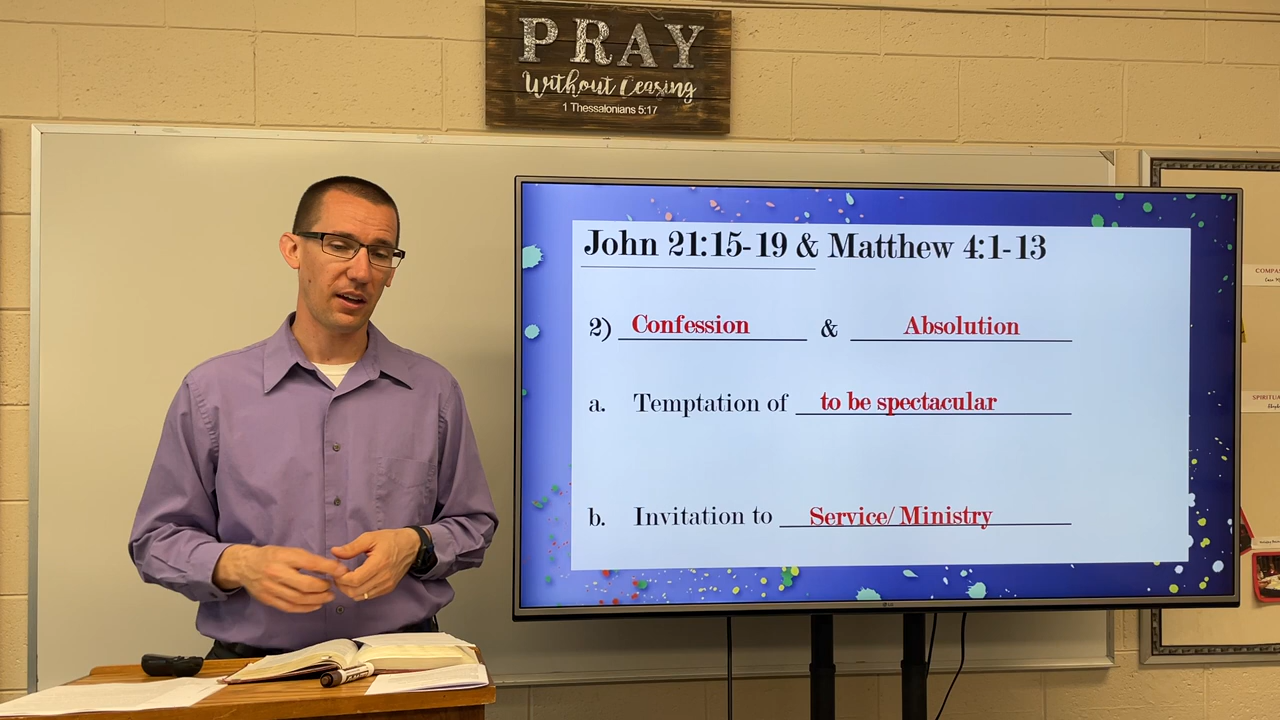 PRAY
Without Ceasing
1 Thessalonians 5:17
John 21:15-19 & Matthew 4:1-13
2) Confession & Absolution
a. Temptation of to be spectacular
b. Invitation to Service/ Ministry
LG